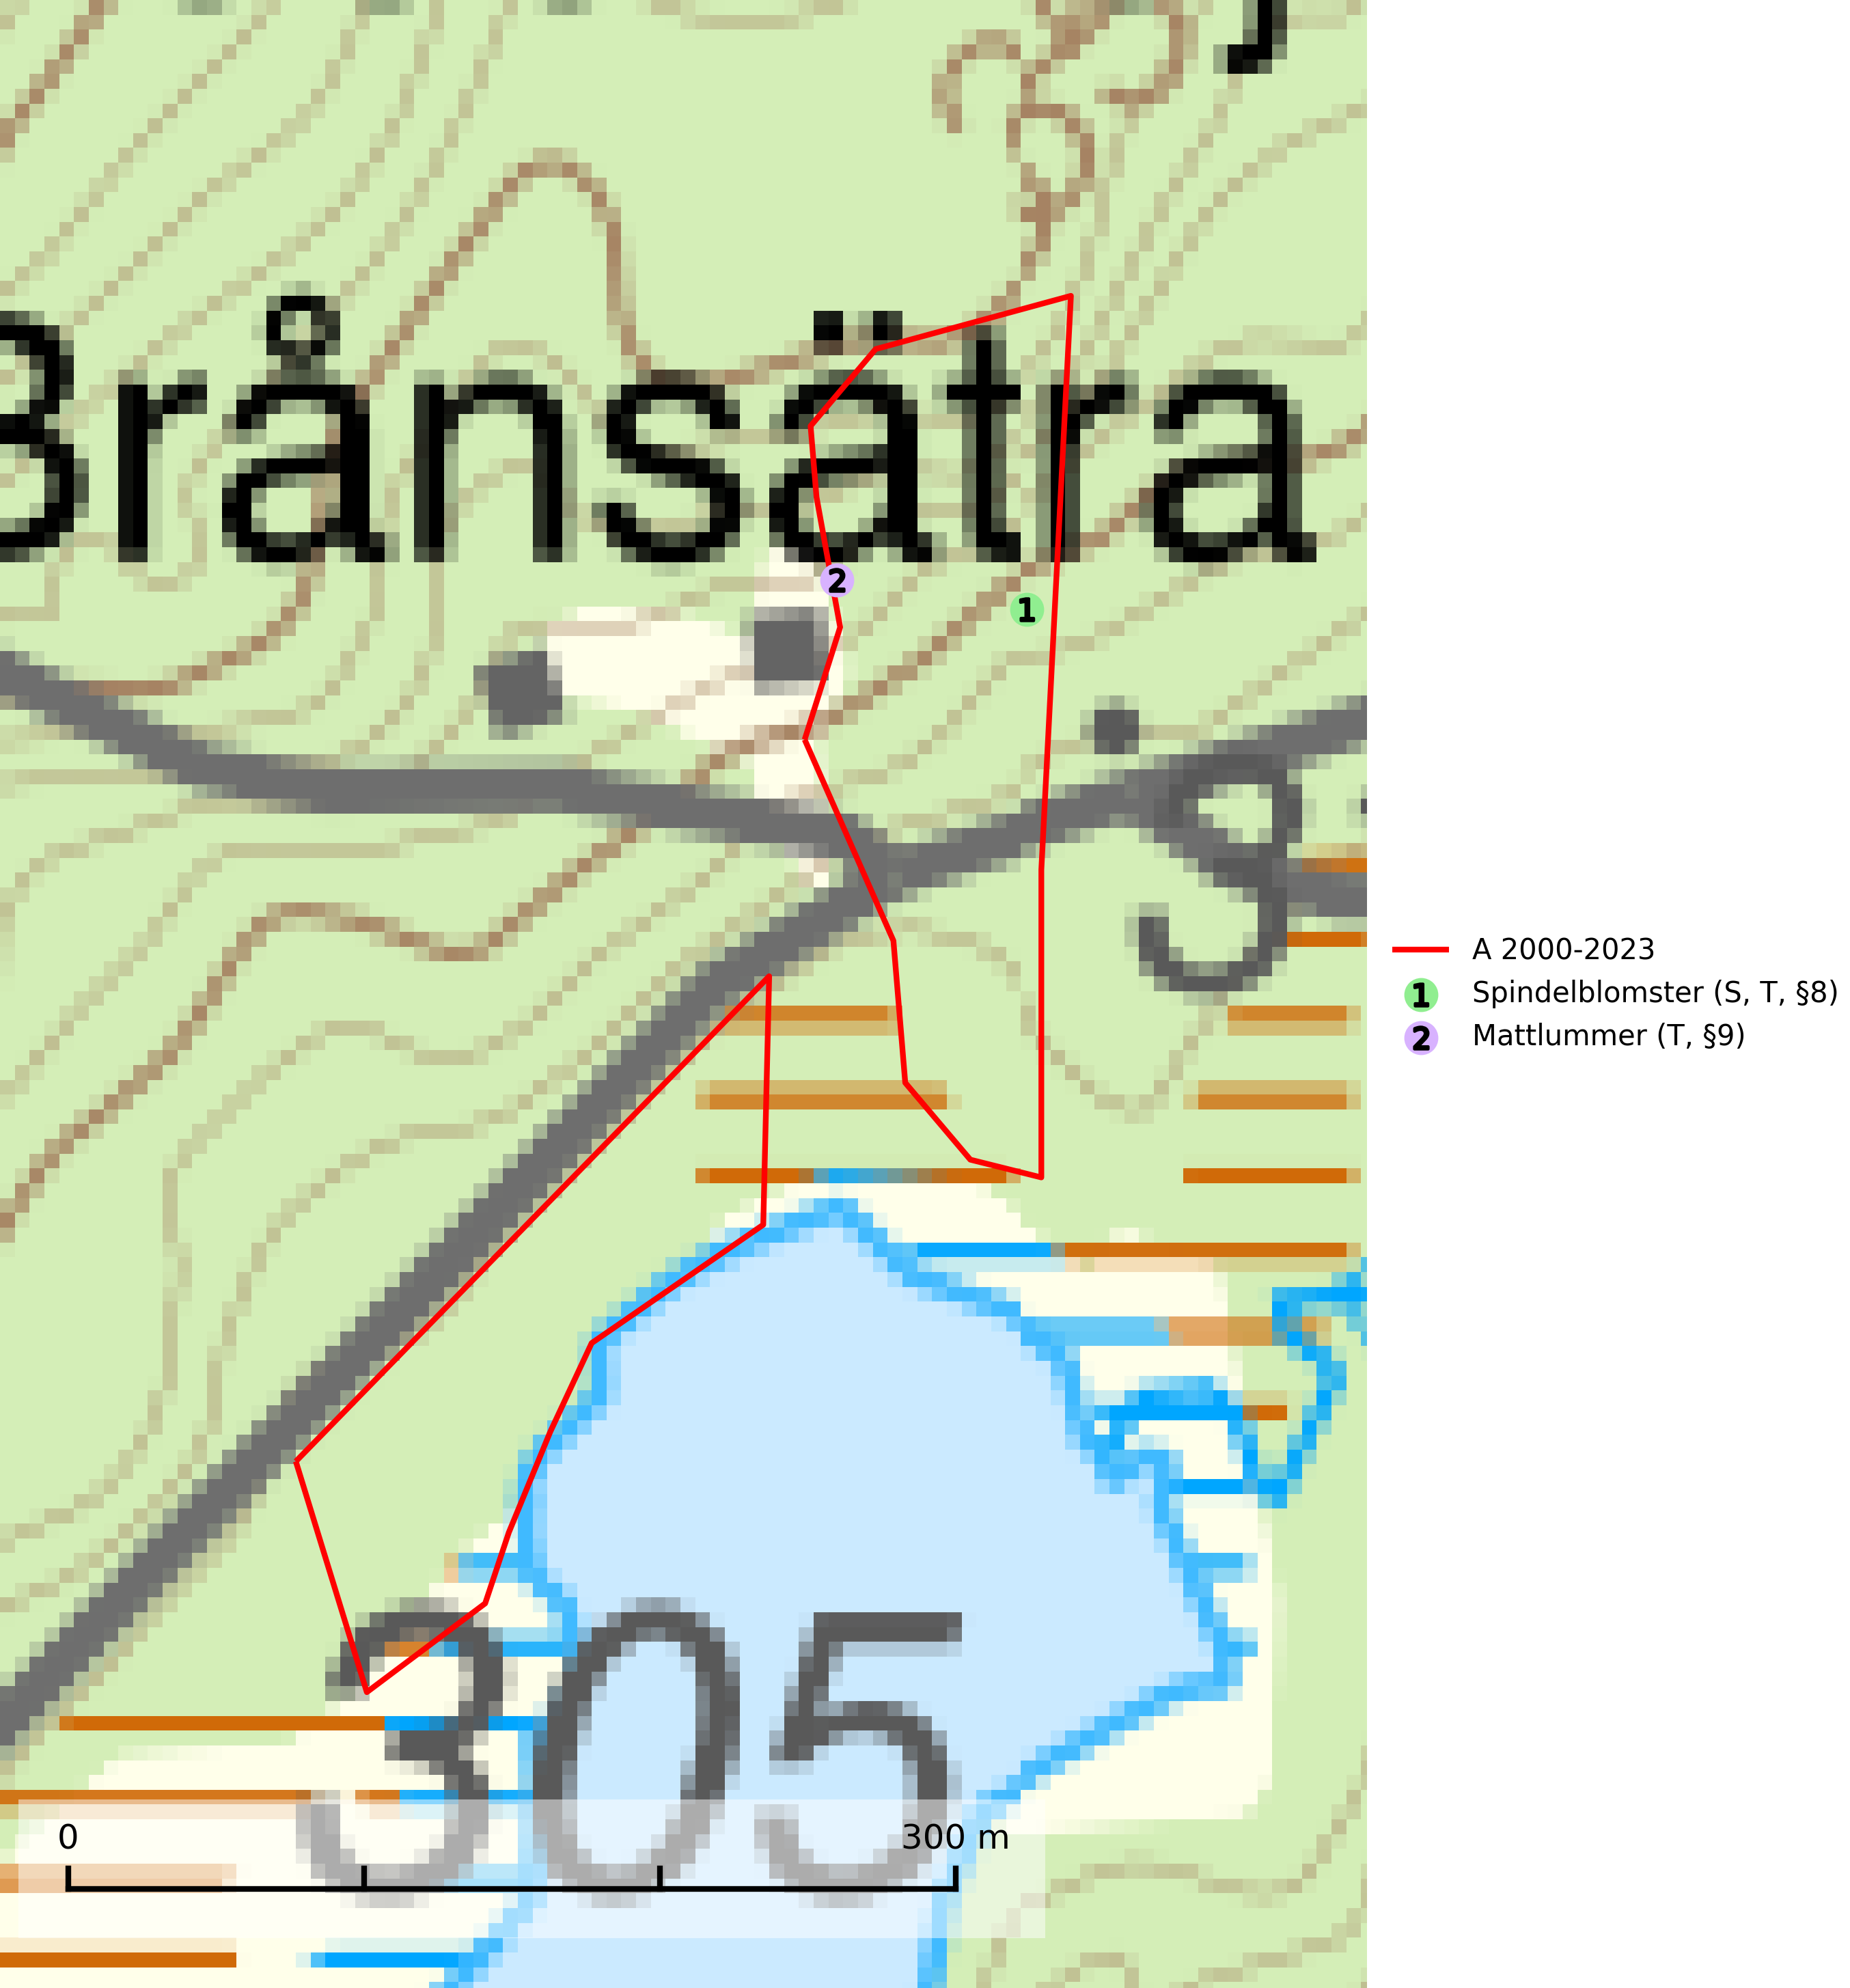 Brånsätra
2
1
A 2000-2023
1 Spindelblomster (S, T, §8)
2 Mattlummer (T, §9)
305
0 300 m